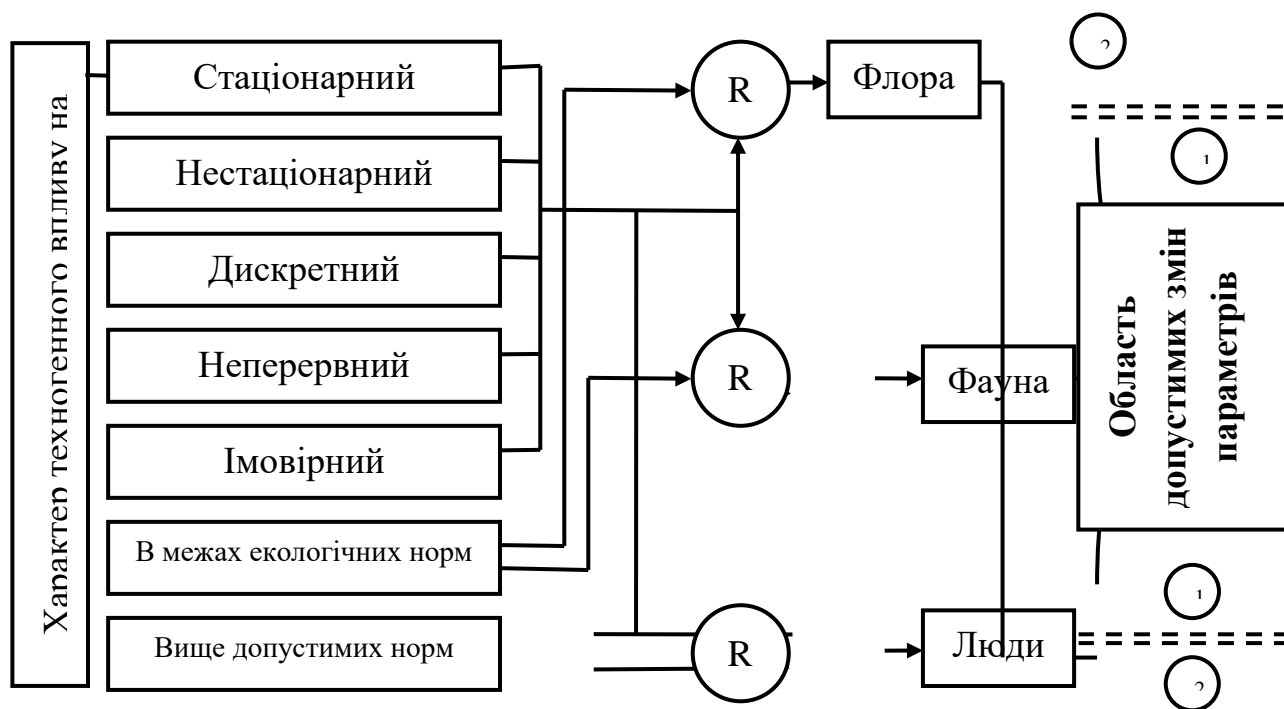 Характер техногенного впливу на
Стаціонарний
Нестаціонарний
Дискретний
Неперервний
Імовірний
В межах екологічних норм
Вище допустимих норм
R
R
R
Флора
Фауна
Люди
Область
допустимих змін
параметрів